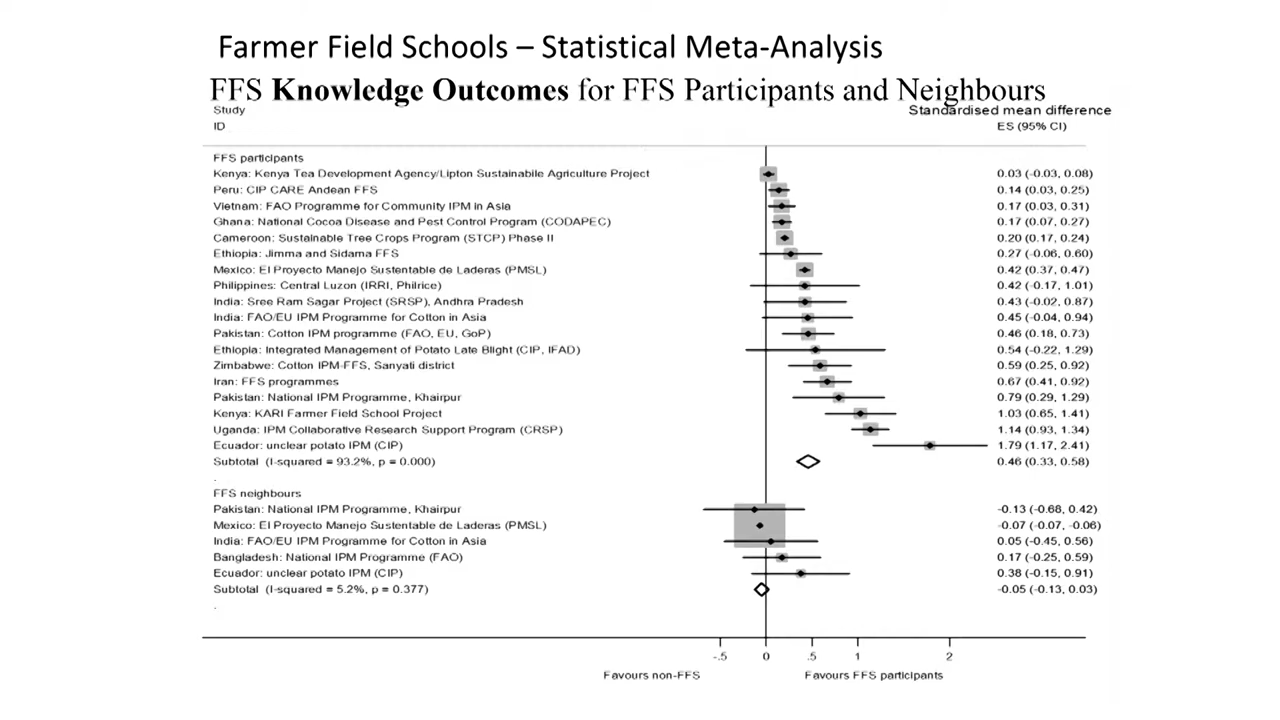 Farmer Field Schools – Statistical Meta-Analysis
FFS Knowledge Outcomes for FFS Participants and Neighbours
Study Standardised mean difference
ID ES (95% CI)
FFS participants
Kenya: Kenya Tea Development Agency/Lipton Sustainabile Agriculture Project 0.03 (-0.03, 0.08)
Peru: CIP CARE Andean FFS 0.14 (0.03, 0.25)
Vietnam: FAO Programme for Community IPM in Asia 0.17 (0.03, 0.31)
Ghana: National Cocoa Disease and Pest Control Program (CODAPEC) 0.17 (0.07, 0.27)
Cameroon: Sustainable Tree Crops Program (STCP) Phase II 0.20 (0.17, 0.24)
Ethiopia: Jimma and Sidama FFS 0.27 (-0.06, 0.60)
Mexico: El Proyecto Manejo Sustentable de Laderas (PMSL) 0.42 (0.37, 0.47)
Philippines: Central Luzon (IRRI, Philrice) 0.42 (-0.17, 1.01)
India: Sree Ram Sagar Project (SRSP), Andhra Pradesh 0.43 (-0.02, 0.87)
India: FAO/EU IPM Programme for Cotton in Asia 0.45 (-0.04, 0.94)
Pakistan: Cotton IPM programme (FAO, EU, GoP) 0.46 (0.18, 0.73)
Ethiopia: Integrated Management of Potato Late Blight (CIP, IFAD) 0.54 (-0.22, 1.29)
Zimbabwe: Cotton IPM-FFS, Sanyati district 0.59 (0.25, 0.92)
Iran: FFS programmes 0.67 (0.41, 0.92)
Pakistan: National IPM Programme, Khairpur 0.79 (0.29, 1.29)
Kenya: KARI Farmer Field School Project 1.03 (0.65, 1.41)
Uganda: IPM Collaborative Research Support Program (CRSP) 1.14 (0.93, 1.34)
Ecuador: unclear potato IPM (CIP) 1.79 (1.17, 2.41)
Subtotal (I-squared = 93.2%, p = 0.000) 0.46 (0.33, 0.58)
.
FFS neighbours
Pakistan: National IPM Programme, Khairpur -0.13 (-0.68, 0.42)
Mexico: El Proyecto Manejo Sustentable de Laderas (PMSL) -0.07 (-0.07, -0.06)
India: FAO/EU IPM Programme for Cotton in Asia 0.05 (-0.45, 0.56)
Bangladesh: National IPM Programme (FAO) 0.17 (-0.25, 0.59)
Ecuador: unclear potato IPM (CIP) 0.38 (-0.15, 0.91)
Subtotal (I-squared = 5.2%, p = 0.377) -0.05 (-0.13, 0.03)
.
-.5 0 .5 1 2
Favours non-FFS Favours FFS participants